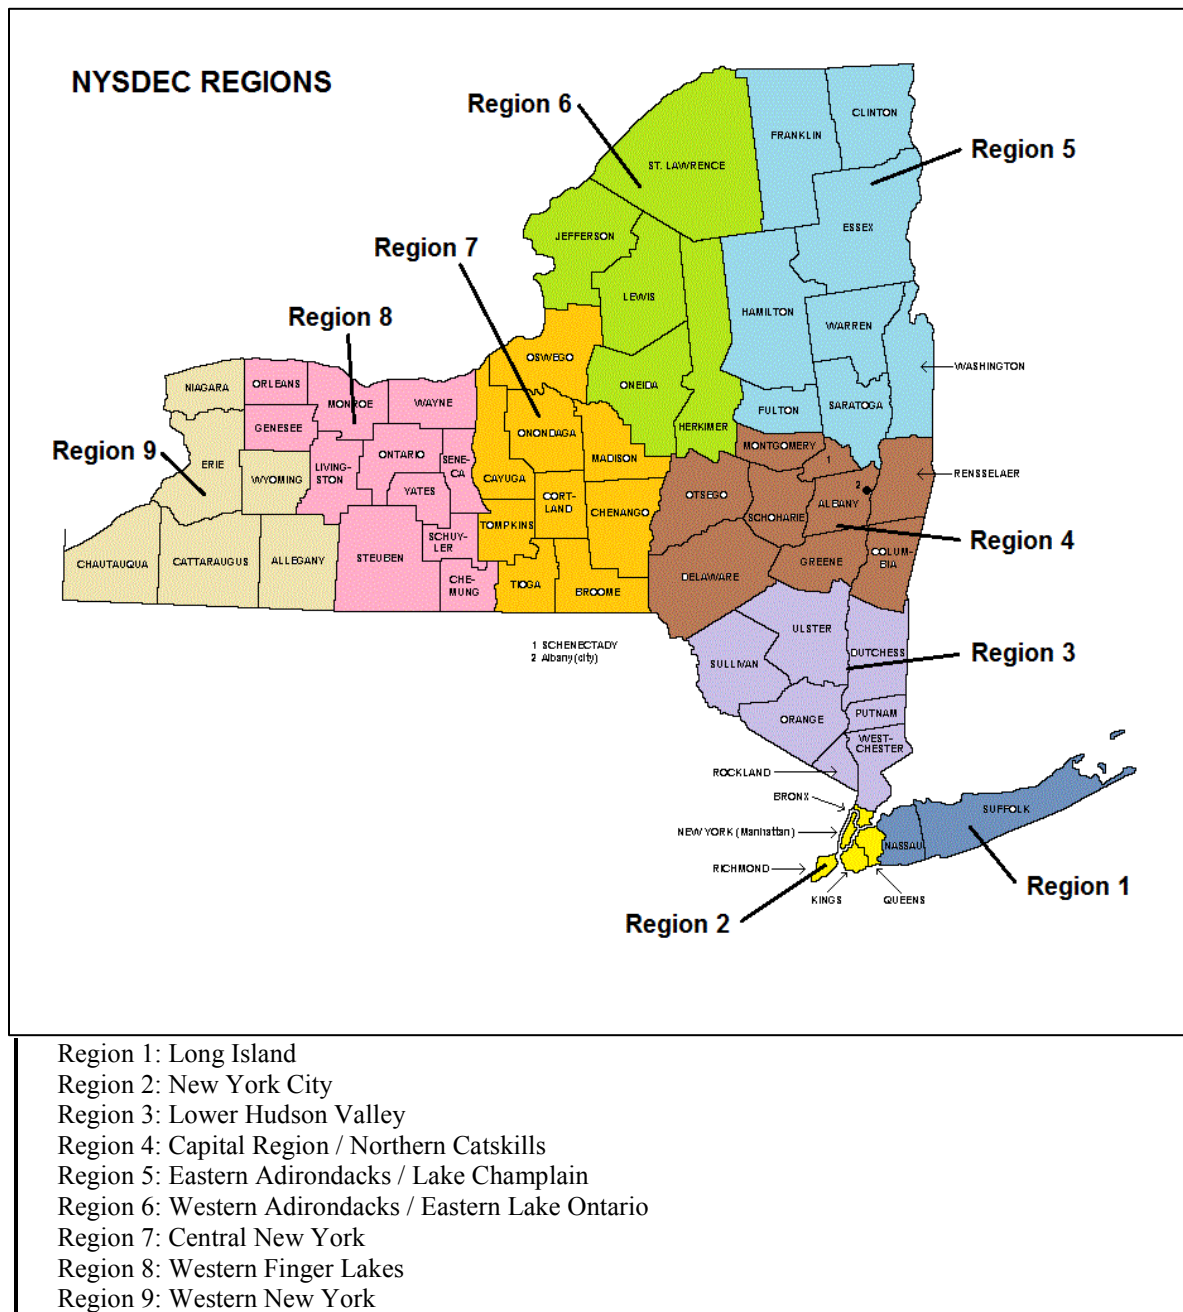 NYSDEC REGIONS
Region 6
CLINTON
FRANKLIN
Region 5
ST. LAWRENCE
ESSEX
JEFFERSON
Region 7
LEWIS
HAMILTON
Region 8
WARREN
OSWEGO
WASHINGTON
NIAGARA
ORLEANS
ONEIDA
MONROE
WAYNE
FULTON
SARATOGA
GENESEE
HERKIMER
ONONDAGA
MONTGOMERY
Region 9
ERIE
ONTARIO
SENE-
CA
MADISON
1
LIVING-
STON
WYOMING
CAYUGA
RENSSELAER
YATES
2
CORT-
LAND
OTSEGO
ALBANY
CHENANGO
SCHOHARIE
TOMPKINS
SCHUY-
LER
Region 4
CHAUTAUQUA
CATTARAUGUS
ALLEGANY
STEUBEN
GREENE
COLUM-
BIA
DELAWARE
CHE-
MUNG
TIOGA
BROOME
ULSTER
1 SCHENECTADY
2 Albany (city)
DUTCHESS
Region 3
SULLIVAN
PUTNAM
ORANGE
WEST-
CHESTER
ROCKLAND
BRONX
SUFFOLK
NEW YORK (Manhattan)
NASSAU
RICHMOND
Region 1
KINGS
QUEENS
Region 2
Region 1: Long Island
Region 2: New York City
Region 3: Lower Hudson Valley
Region 4: Capital Region / Northern Catskills
Region 5: Eastern Adirondacks / Lake Champlain
Region 6: Western Adirondacks / Eastern Lake Ontario
Region 7: Central New York
Region 8: Western Finger Lakes
Region 9: Western New York